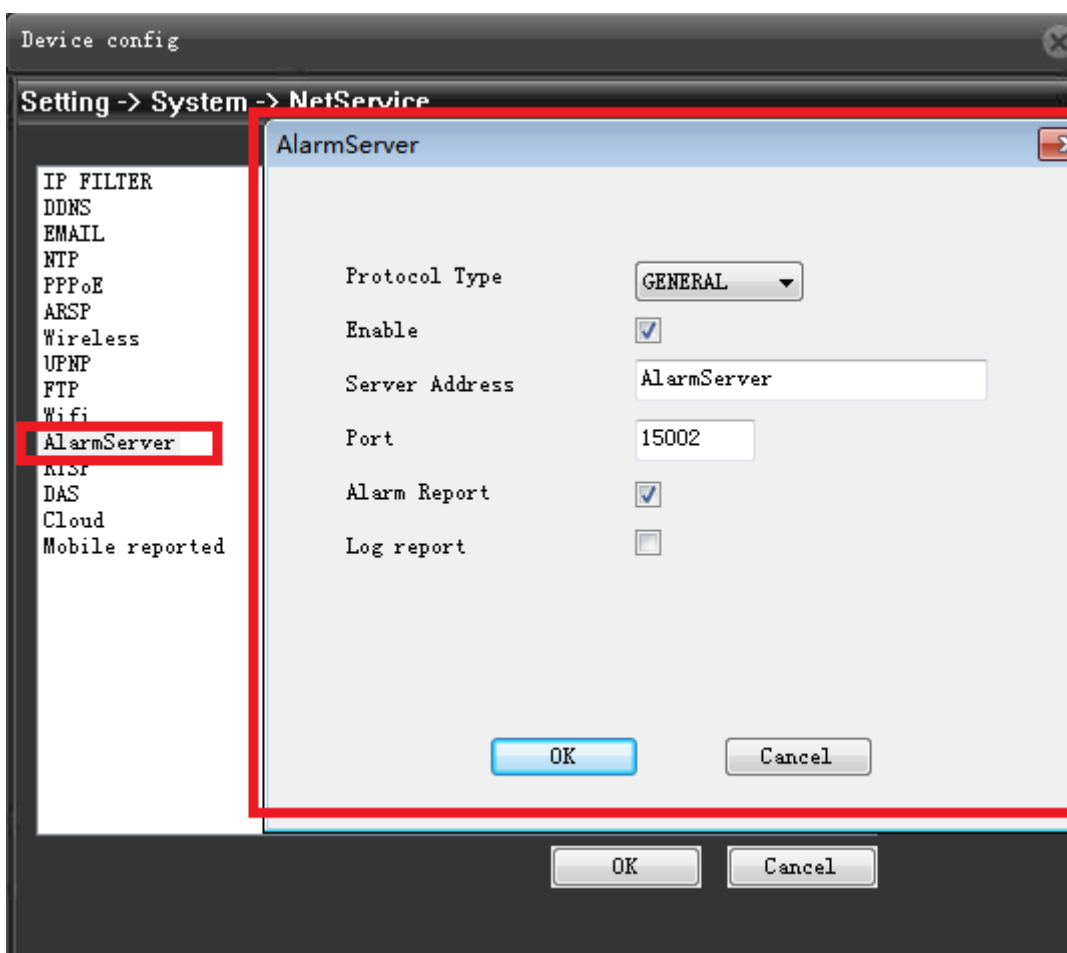 Device config
Setting -> System -> NetService
AlarmServer
IP FILTER
DDNS
EMAIL
NTP
PPPoE
ARSP
Wireless
UPNP
FTP
Wifi
AlarmServer
RTSP
DAS
Cloud
Mobile reported
Protocol Type GENERAL
Enable
Server Address AlarmServer
Port 15002
Alarm Report
Log report
OK Cancel
OK Cancel